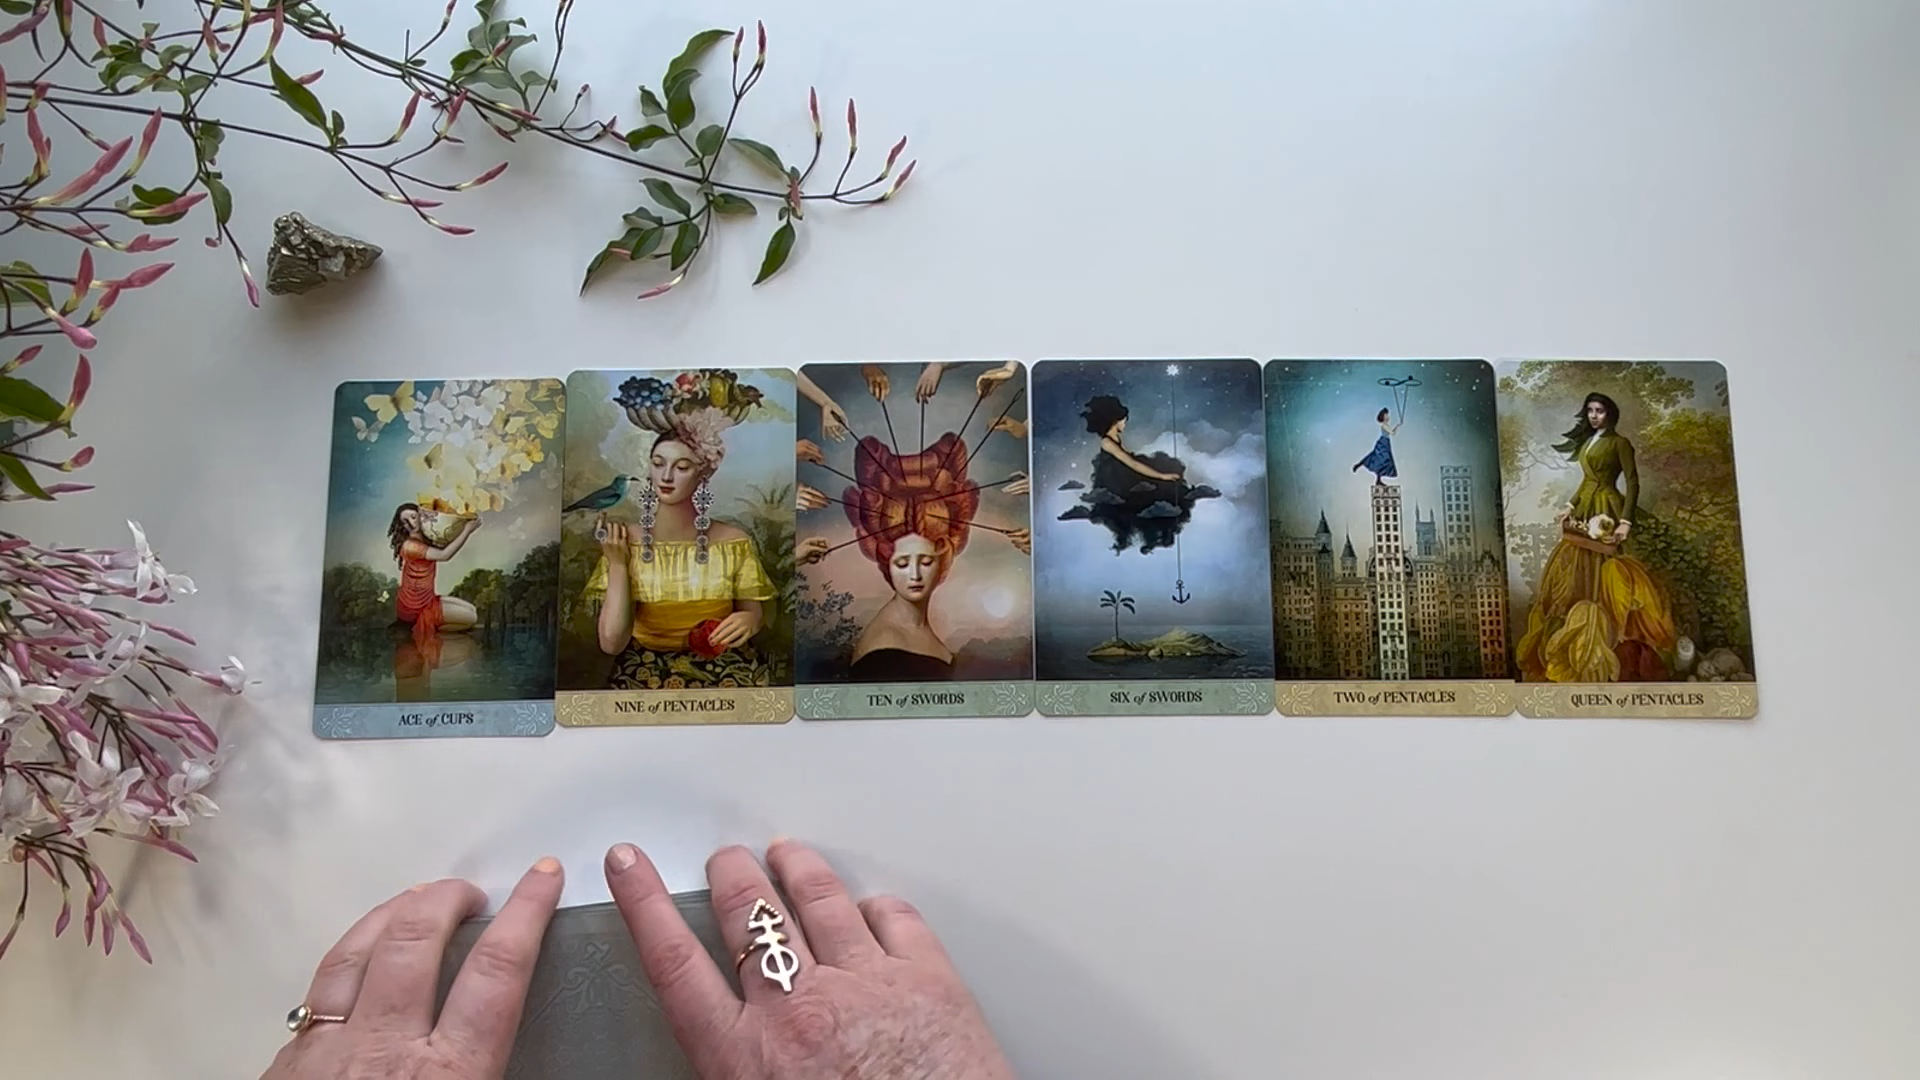 ACE of CUPS
NINE of PENTACLES
TEN of SWORDS
SIX of SWORDS
TWO of PENTACLES
QUEEN of PENTACLES